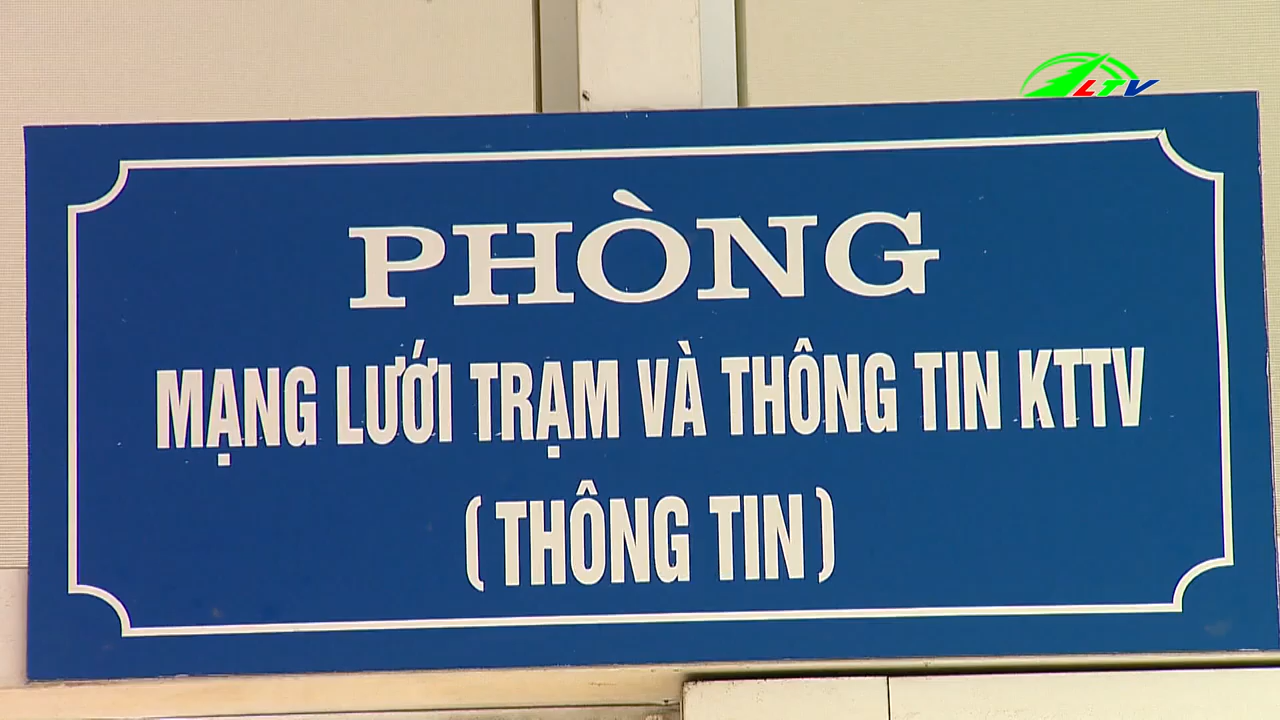 LTV
PHÒNG
MẠNG LƯỚI TRẠM VÀ THÔNG TIN KTTV
(THÔNG TIN)